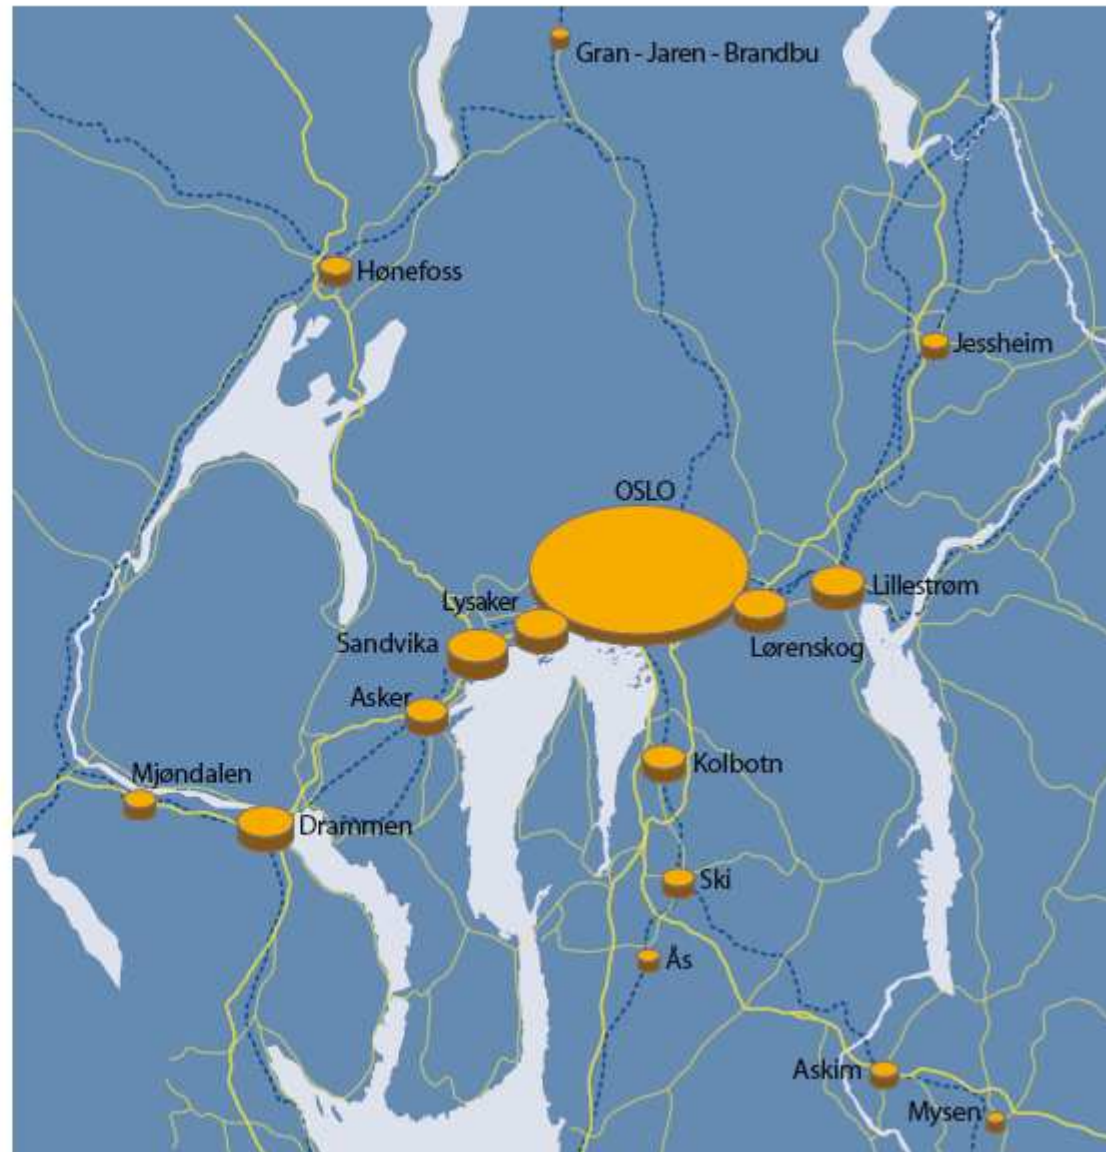 Gran - Jaren - Brandbu
Hønefoss
Jessheim
OSLO
Lillestrøm
Lysaker
Sandvika
Lørenskog
Asker
Kolbotn
Mjøndalen
Drammen
Ski
Ås
Askim
Mysen